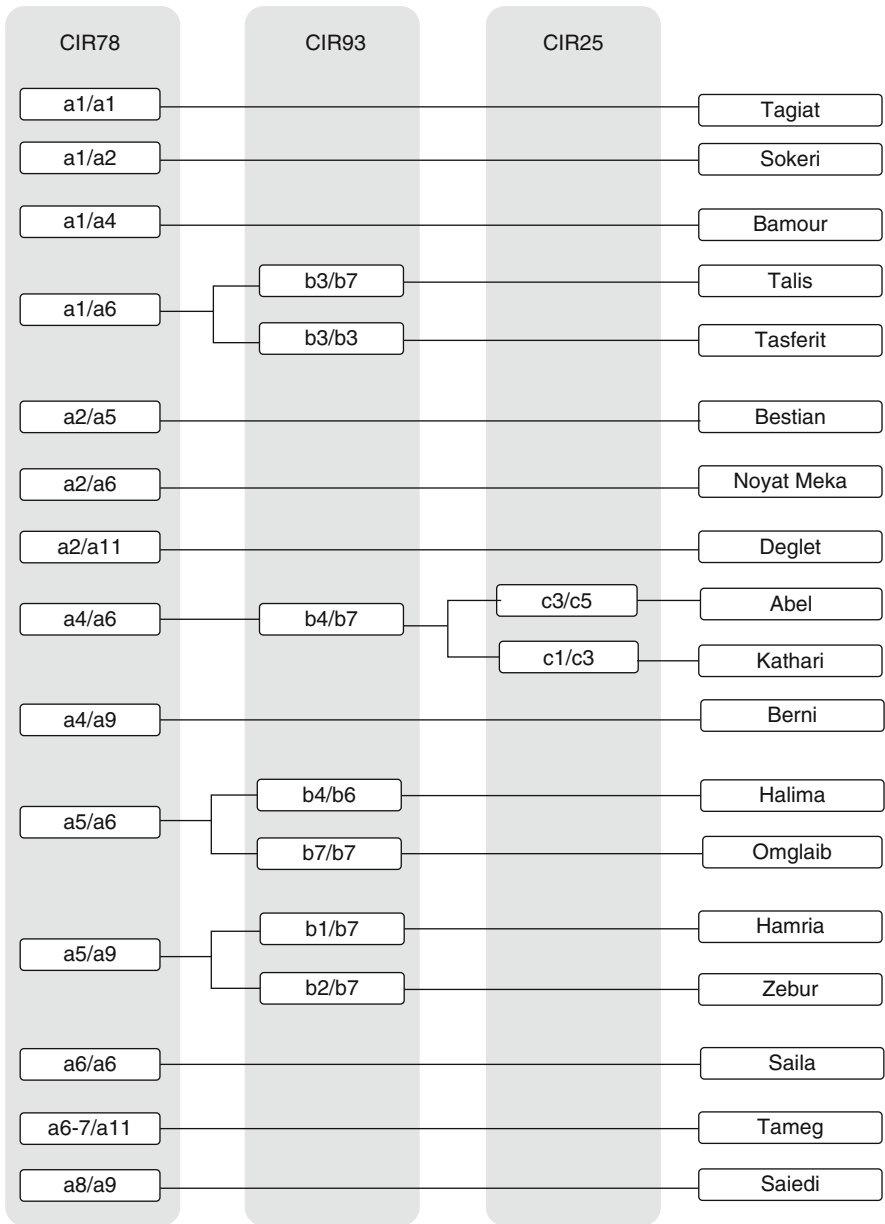 CIR78 CIR93 CIR25
a1/a1 Tagiat
a1/a2 Sokeri
a1/a4 Bamour
a1/a6
b3/b7 Talis
b3/b3 Tasferit
a2/a5 Bestian
a2/a6 Noyat Meka
a2/a11 Deglet
a4/a6 b4/b7
c3/c5 Abel
c1/c3 Kathari
a4/a9 Berni
a5/a6
b4/b6 Halima
b7/b7 Omglaib
a5/a9
b1/b7 Hamria
b2/b7 Zebur
a6/a6 Saila
a6-7/a11 Tameg
a8/a9 Saiedi